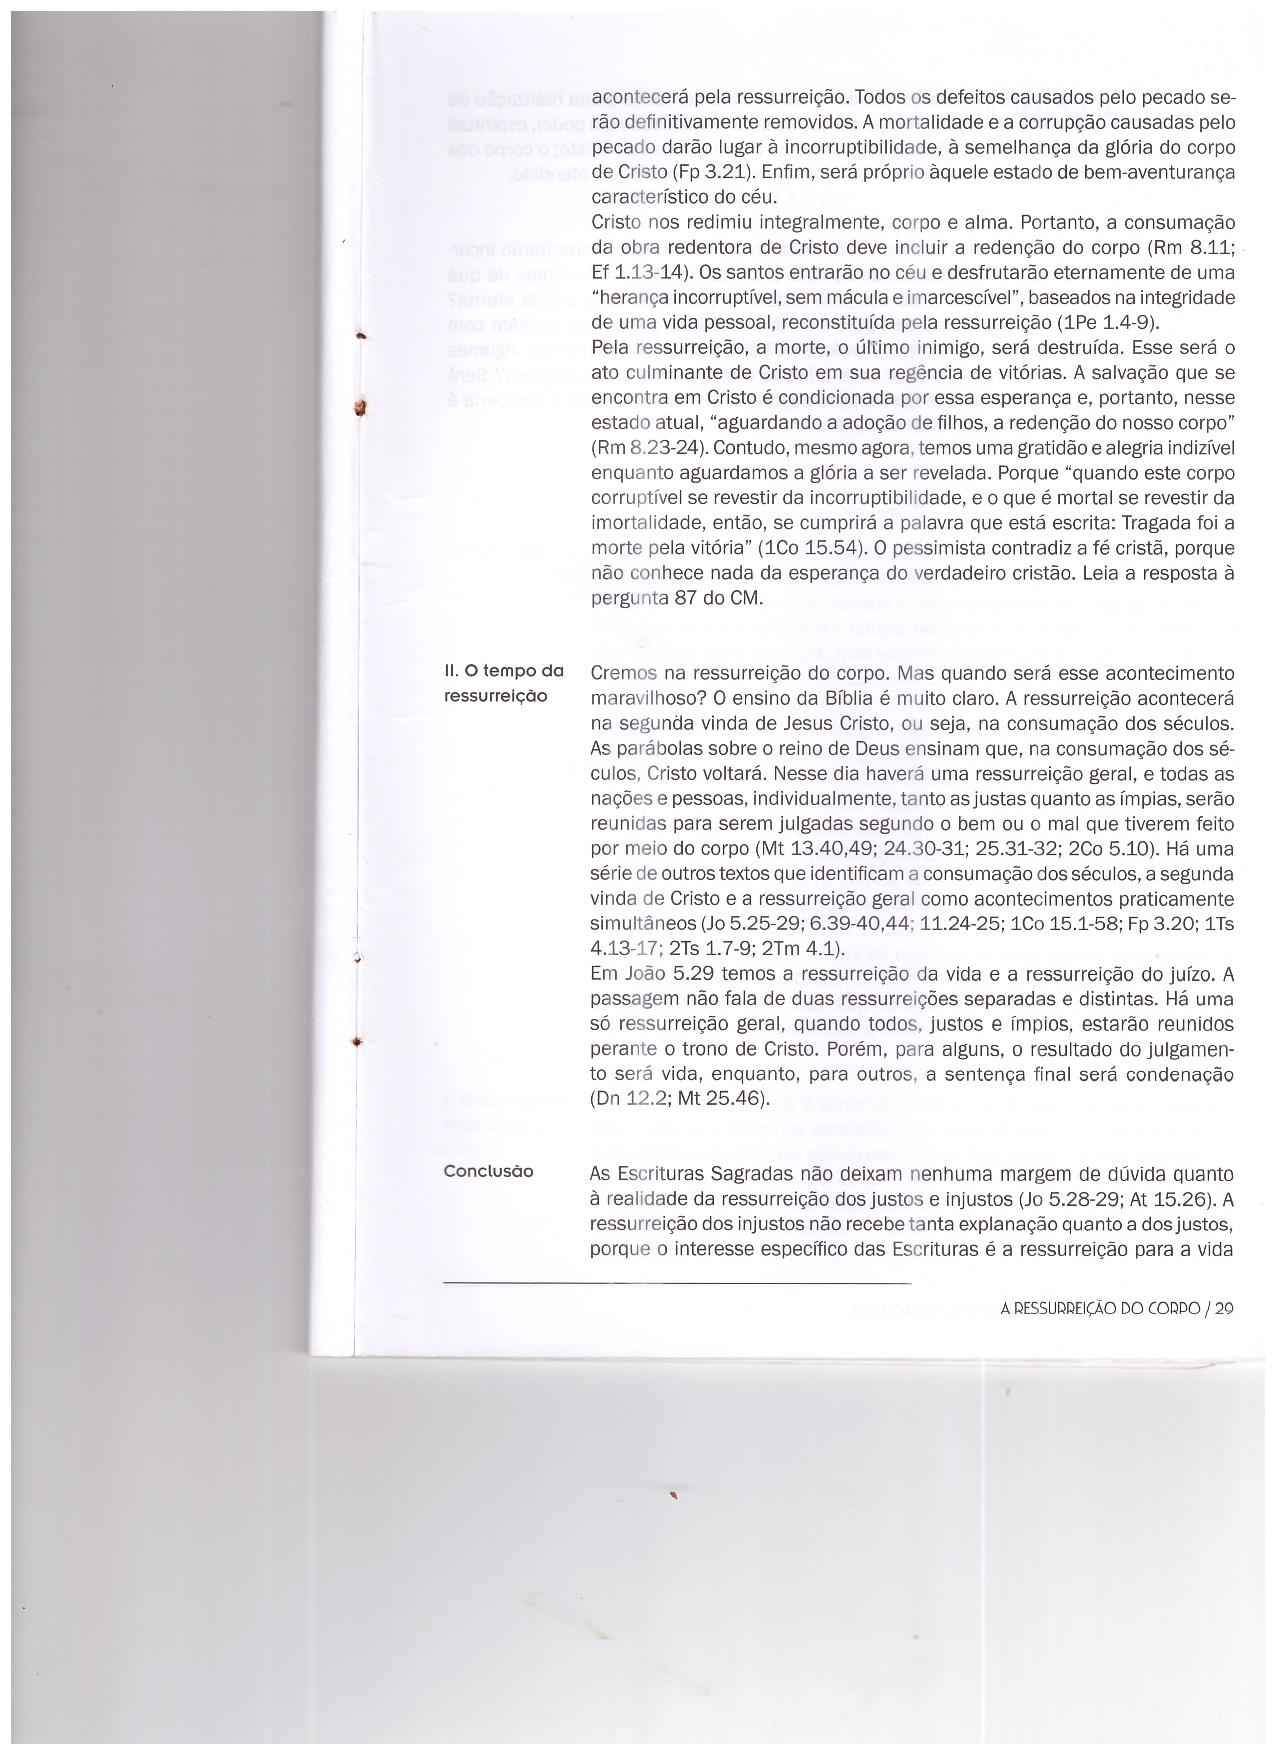 acontecerá pela ressurreição. Todos os defeitos causados pelo pecado se-
rão definitivamente removidos. A mortalidade e a corrupção causadas pelo
pecado darão lugar à incorruptibilidade, à semelhança da glória do corpo
de Cristo (Fp 3.21). Enfim, será próprio àquele estado de bem-aventurança
característico do céu.
Cristo nos redimiu integralmente, corpo e alma. Portanto, a consumação
da obra redentora de Cristo deve incluir a redenção do corpo (Rm 8.11;
Ef 1.13-14). Os santos entrarão no céu e desfrutarão eternamente de uma
“herança incorruptível, sem mácula e imarcescível”, baseados na integridade
de uma vida pessoal, reconstituída pela ressurreição (1Pe 1.4-9).
Pela ressurreição, a morte, o último inimigo, será destruída. Esse será o
ato culminante de Cristo em sua regência de vitórias. A salvação que se
encontra em Cristo é condicionada por essa esperança e, portanto, nesse
estado atual, “aguardando a adoção de filhos, a redenção do nosso corpo”
(Rm 8.23-24). Contudo, mesmo agora, temos uma gratidão e alegria indizível
enquanto aguardamos a glória a ser revelada. Porque “quando este corpo
corruptível se revestir da incorruptibilidade, e o que é mortal se revestir da
imortalidade, então, se cumprirá a palavra que está escrita: Tragada foi a
morte pela vitória” (1Co 15.54). O pessimista contradiz a fé cristã, porque
não conhece nada da esperança do verdadeiro cristão. Leia a resposta à
pergunta 87 do CM.
II. O tempo da
ressurreição
Cremos na ressurreição do corpo. Mas quando será esse acontecimento
maravilhoso? O ensino da Bíblia é muito claro. A ressurreição acontecerá
na segunda vinda de Jesus Cristo, ou seja, na consumação dos séculos.
As parábolas sobre o reino de Deus ensinam que, na consumação dos sé-
culos, Cristo voltará. Nesse dia haverá uma ressurreição geral, e todas as
nações e pessoas, individualmente, tanto as justas quanto as ímpias, serão
reunidas para serem julgadas segundo o bem ou o mal que tiverem feito
por meio do corpo (Mt 13.40,49; 24.30-31; 25.31-32; 2Co 5.10). Há uma
série de outros textos que identificam a consumação dos séculos, a segunda
vinda de Cristo e a ressurreição geral como acontecimentos praticamente
simultâneos (Jo 5.25-29; 6.39-40,44; 11.24-25; 1Co 15.1-58; Fp 3.20; 1Ts
4.13-17; 2Ts 1.7-9; 2Tm 4.1).
Em João 5.29 temos a ressurreição da vida e a ressurreição do juízo. A
passagem não fala de duas ressurreições separadas e distintas. Há uma
só ressurreição geral, quando todos, justos e ímpios, estarão reunidos
perante o trono de Cristo. Porém, para alguns, o resultado do julgamen-
to será vida, enquanto, para outros, a sentença final será condenação
(Dn 12.2; Mt 25.46).
Conclusão
As Escrituras Sagradas não deixam nenhuma margem de dúvida quanto
à realidade da ressurreição dos justos e injustos (Jo 5.28-29; At 15.26). A
ressurreição dos injustos não recebe tanta explanação quanto a dos justos,
porque o interesse específico das Escrituras é a ressurreição para a vida
A RESSURREIÇÃO DO CORPO / 29